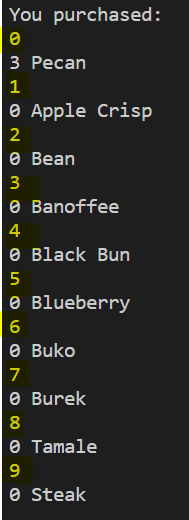 You purchased:
0
3 Pecan
1
0 Apple Crisp
2
0 Bean
3
0 Banoffee
4
0 Black Bun
5
0 Blueberry
6
0 Buko
7
0 Burek
8
0 Tamale
9
0 Steak